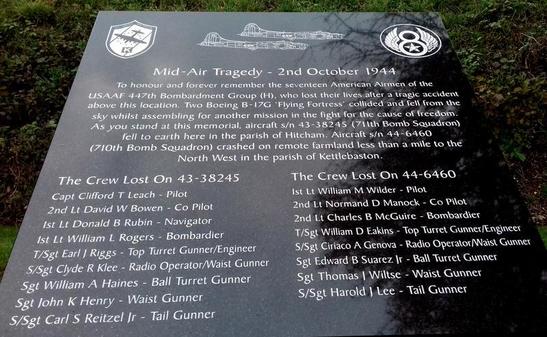 Mid-Air Tragedy - 2nd October 1944
To honour and forever remember the seventeen American Airmen of the
USAAF 447th Bombardment Group (H), who lost their lives after a tragic accident
above this location. Two Boeing B-17G 'Flying Fortress' collided and fell from the
sky whilst assembling for another mission in the fight for the cause of freedom.
As you stand at this memorial, aircraft s/n 43-38245 (711th Bomb Squadron)
fell to earth here in the parish of Hitcham. Aircraft s/n 44-6460
(710th Bomb Squadron) crashed on remote farmland less than a mile to the
North West in the parish of Kettlebaston.
The Crew Lost On 43-38245
Capt Clifford T Leach - Pilot
2nd Lt David W Bowen - Co Pilot
1st Lt Donald B Rubin - Navigator
1st Lt William L Rogers - Bombardier
T/Sgt Earl J Riggs - Top Turret Gunner/Engineer
S/Sgt Clyde R Klee - Radio Operator/Waist Gunner
Sgt William A Haines - Ball Turret Gunner
Sgt John K Henry - Waist Gunner
S/Sgt Carl S Reitzel Jr - Tail Gunner
The Crew Lost On 44-6460
1st Lt William M Wilder - Pilot
2nd Lt Normand D Manock - Co Pilot
2nd Lt Charles B McGuire - Bombardier
T/Sgt William D Eakins - Top Turret Gunner/Engineer
S/Sgt Ciriaco A Genova - Radio Operator/Waist Gunner
Sgt Edward B Suarez Jr - Ball Turret Gunner
Sgt Thomas J Wiltse - Waist Gunner
S/Sgt Harold J Lee - Tail Gunner